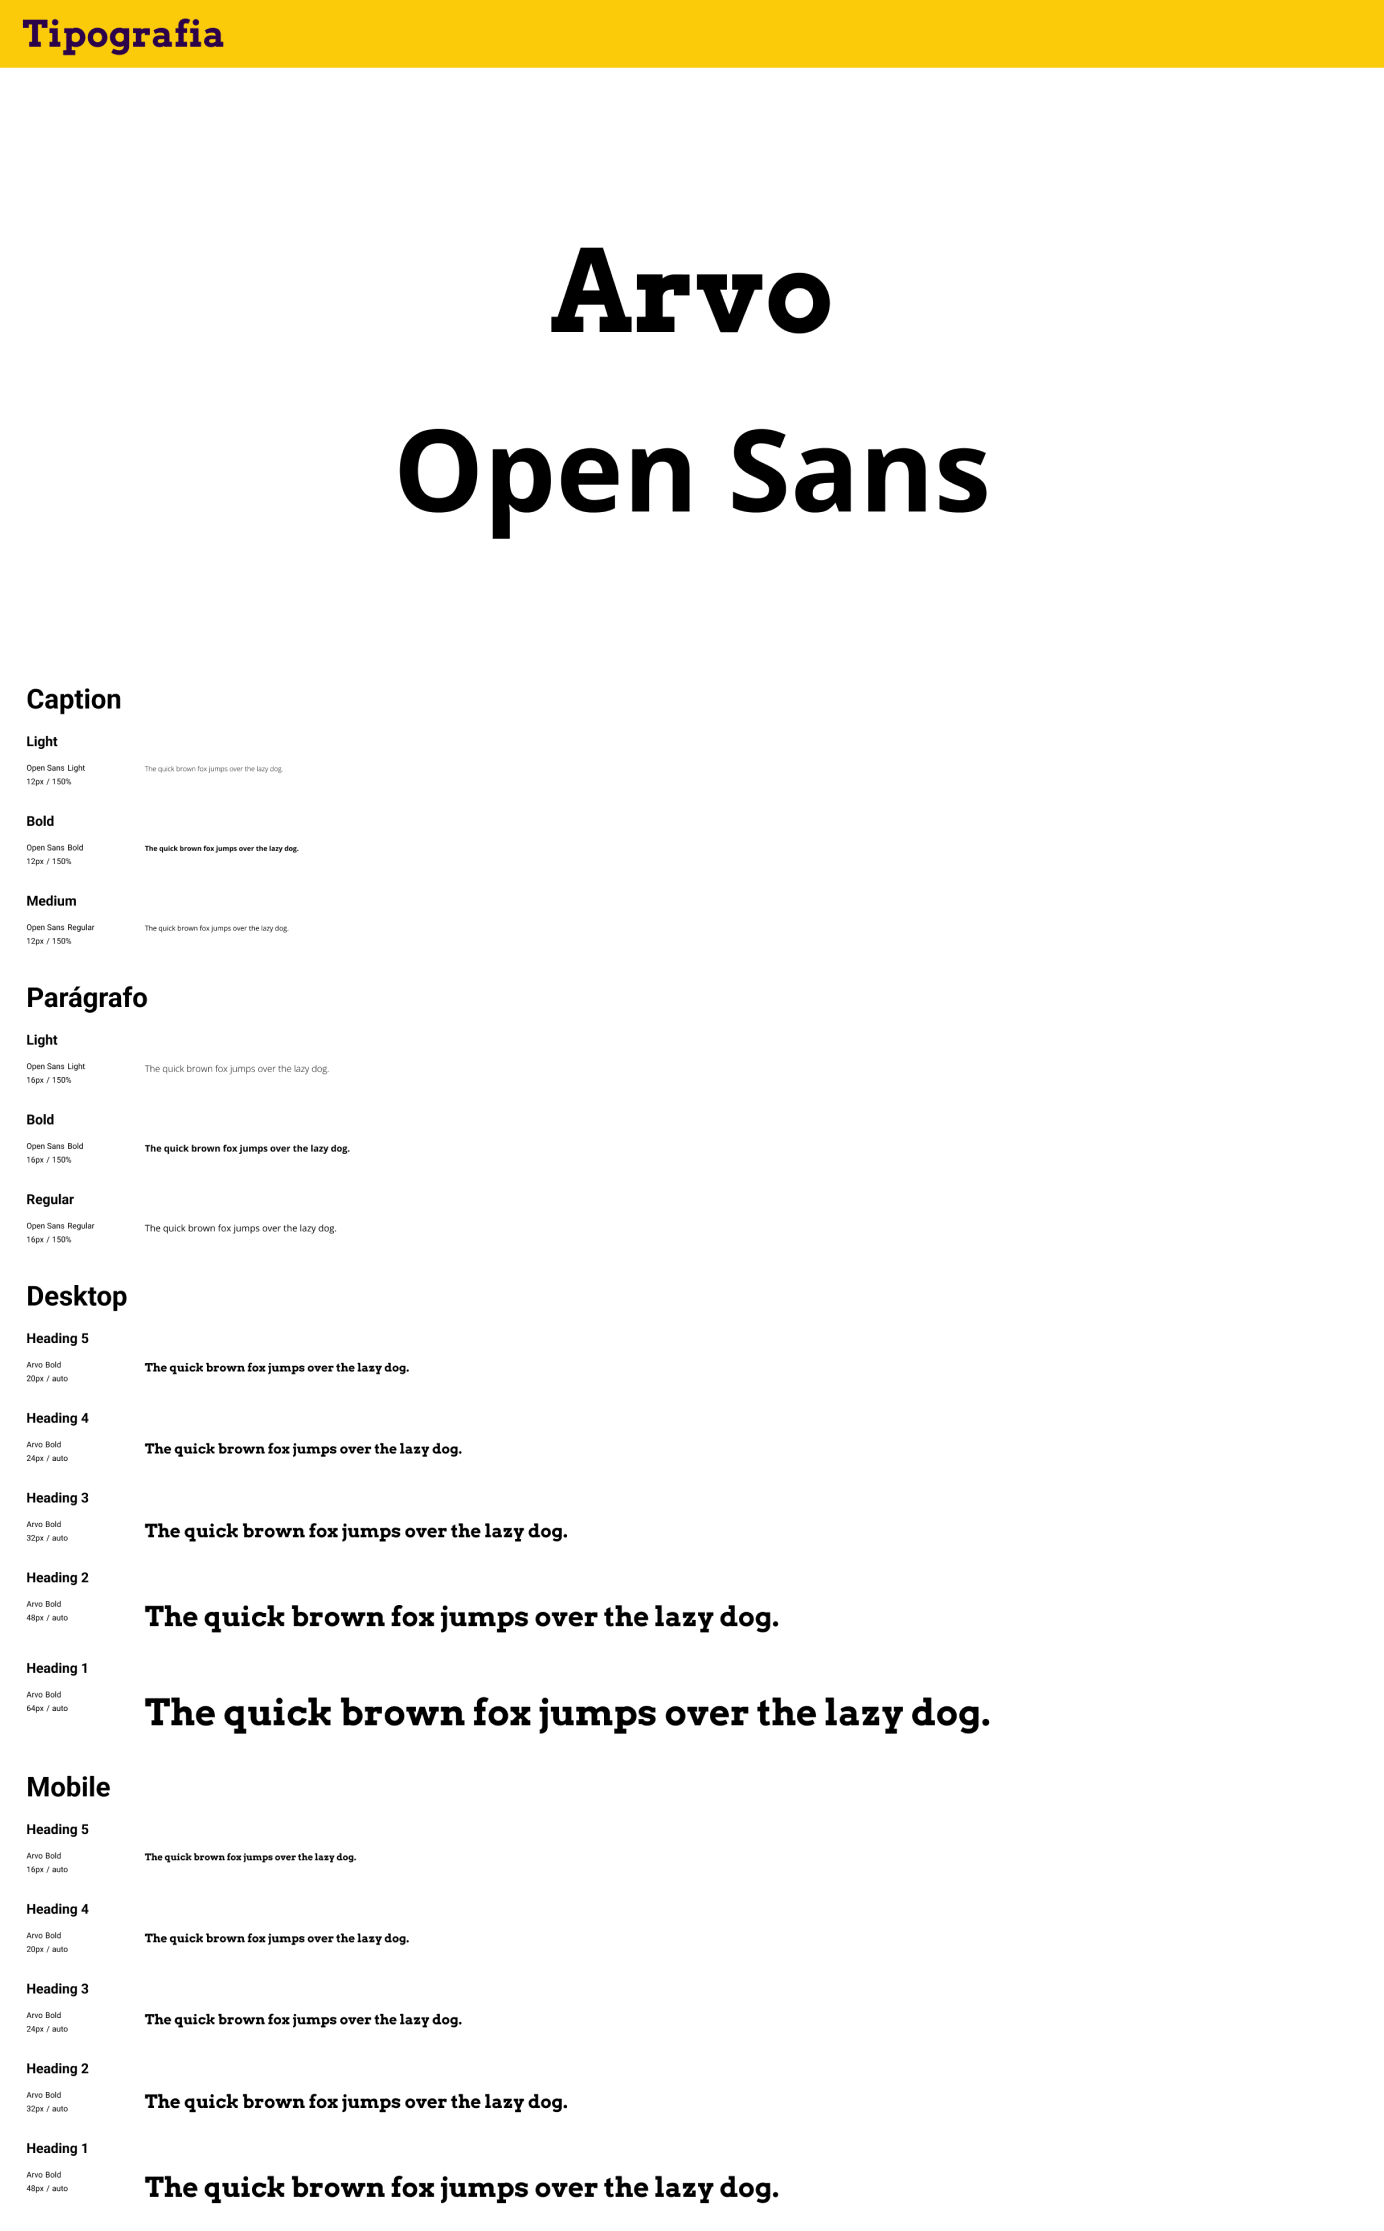 Tipografia
Arvo
Open Sans
Caption
Light
Open Sans Light
12px / 150%
The quick brown fox jumps over the lazy dog.
Bold
Open Sans Bold
12px / 150%
The quick brown fox jumps over the lazy dog.
Medium
Open Sans Regular
12px / 150%
The quick brown fox jumps over the lazy dog.
Parágrafo
Light
Open Sans Light
16px / 150%
The quick brown fox jumps over the lazy dog.
Bold
Open Sans Bold
16px / 150%
The quick brown fox jumps over the lazy dog.
Regular
Open Sans Regular
16px / 150%
The quick brown fox jumps over the lazy dog.
Desktop
Heading 5
Arvo Bold
20px / auto
The quick brown fox jumps over the lazy dog.
Heading 4
Arvo Bold
24px / auto
The quick brown fox jumps over the lazy dog.
Heading 3
Arvo Bold
32px / auto
The quick brown fox jumps over the lazy dog.
Heading 2
Arvo Bold
48px / auto
The quick brown fox jumps over the lazy dog.
Heading 1
Arvo Bold
64px / auto
The quick brown fox jumps over the lazy dog.
Mobile
Heading 5
Arvo Bold
16px / auto
The quick brown fox jumps over the lazy dog.
Heading 4
Arvo Bold
20px / auto
The quick brown fox jumps over the lazy dog.
Heading 3
Arvo Bold
24px / auto
The quick brown fox jumps over the lazy dog.
Heading 2
Arvo Bold
32px / auto
The quick brown fox jumps over the lazy dog.
Heading 1
Arvo Bold
48px / auto
The quick brown fox jumps over the lazy dog.